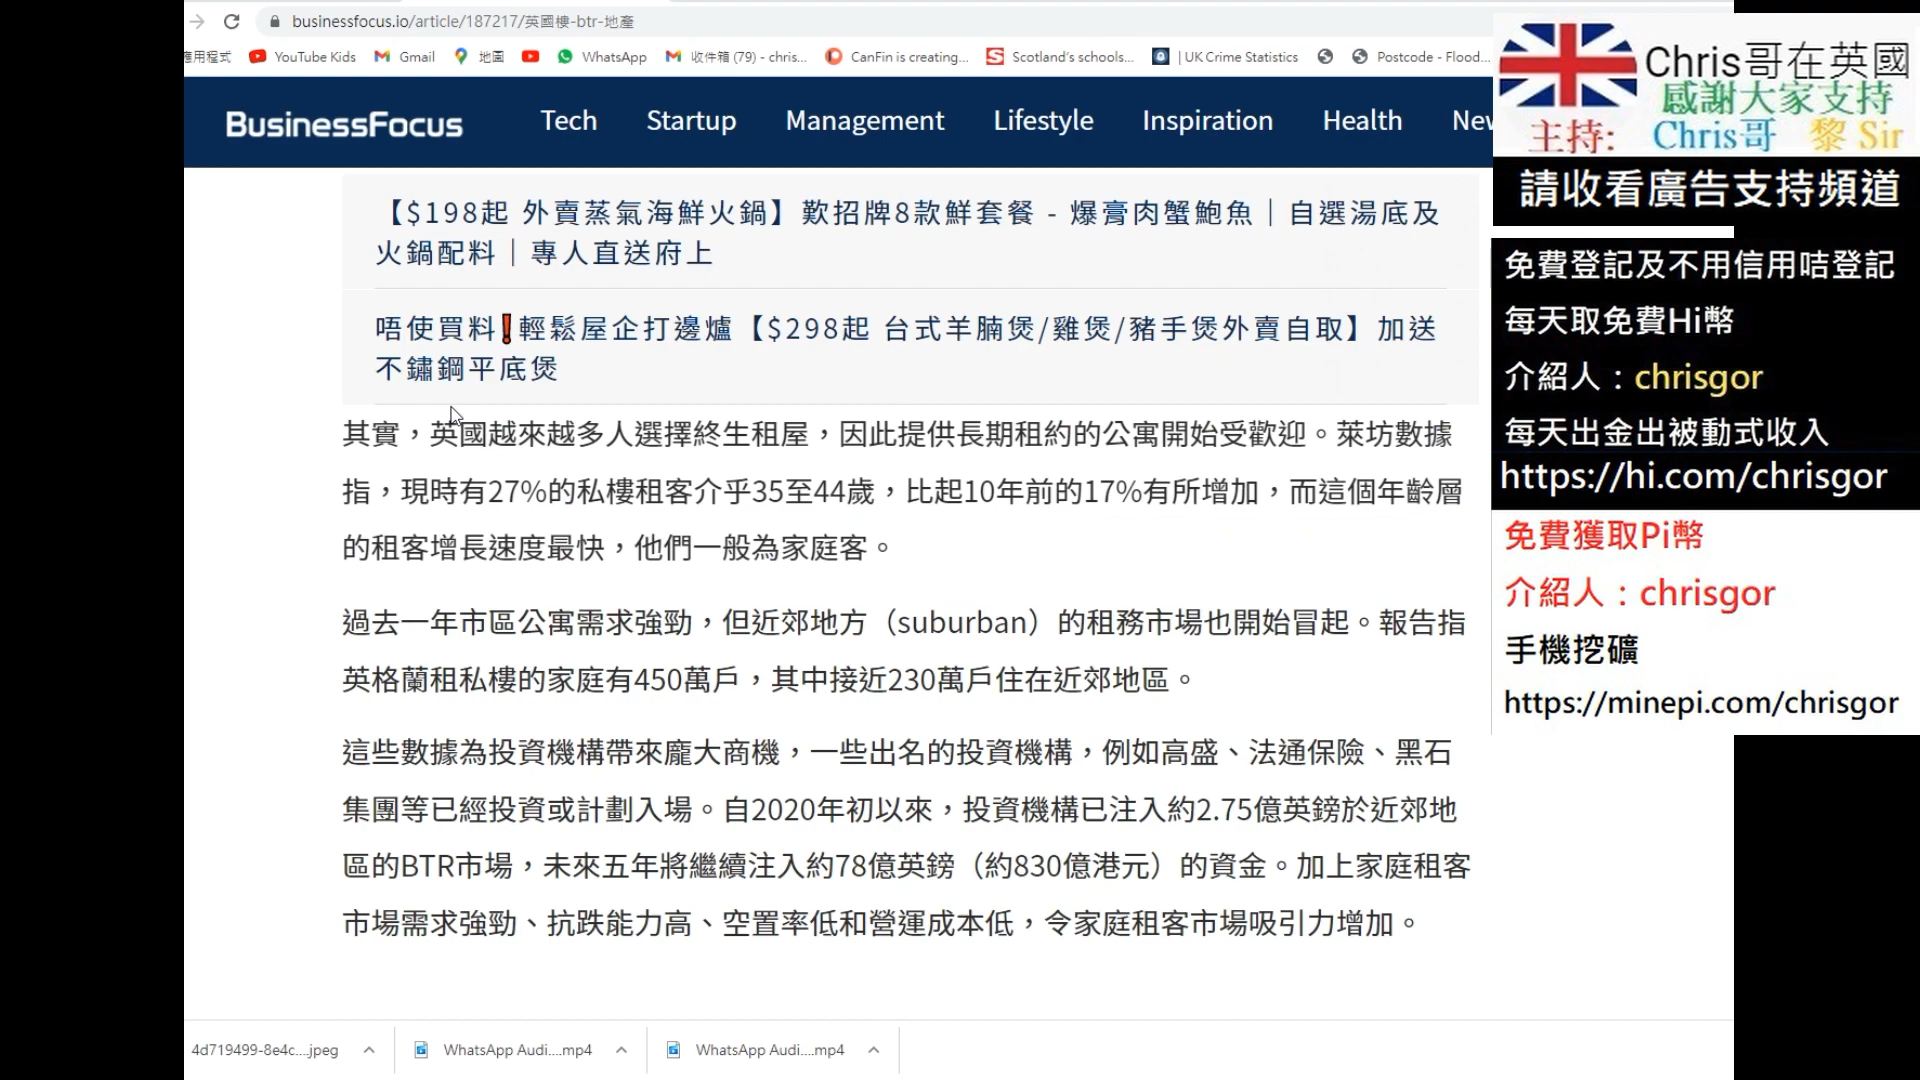 businessfocus.io/article/187217/英國樓-btr-地產
應用程式 YouTube Kids Gmail 地圖 WhatsApp 收件箱 (79) - chris... CanFin is creating... Scotland's schools... | UK Crime Statistics Postcode - Flood...
BusinessFocus Tech Startup Management Lifestyle Inspiration Health New
【$198起 外賣蒸氣海鮮火鍋】歎招牌8款鮮套餐 - 爆膏肉蟹鮑魚｜自選湯底及
火鍋配料｜專人直送府上
唔使買料❗輕鬆屋企打邊爐【$298起 台式羊腩煲/雞煲/豬手煲外賣自取】加送
不鏽鋼平底煲
其實，英國越來越多人選擇終生租屋，因此提供長期租約的公寓開始受歡迎。萊坊數據
指，現時有27%的私樓租客介乎35至44歲，比起10年前的17%有所增加，而這個年齡層
的租客增長速度最快，他們一般為家庭客。
過去一年市區公寓需求強勁，但近郊地方（suburban）的租務市場也開始冒起。報告指
英格蘭租私樓的家庭有450萬戶，其中接近230萬戶住在近郊地區。
這些數據為投資機構帶來龐大商機，一些出名的投資機構，例如高盛、法通保險、黑石
集團等已經投資或計劃入場。自2020年初以來，投資機構已注入約2.75億英鎊於近郊地
區的BTR市場，未來五年將繼續注入約78億英鎊（約830億港元）的資金。加上家庭租客
市場需求強勁、抗跌能力高、空置率低和營運成本低，令家庭租客市場吸引力增加。
4d719499-8e4c....jpeg WhatsApp Audi....mp4 WhatsApp Audi....mp4
Chris哥在英國
感謝大家支持
主持: Chris哥 黎 Sir
請收看廣告支持頻道
免費登記及不用信用咭登記
每天取免費Hi幣
介紹人：chrisgor
每天出金出被動式收入
https://hi.com/chrisgor
免費獲取Pi幣
介紹人：chrisgor
手機挖礦
https://minepi.com/chrisgor